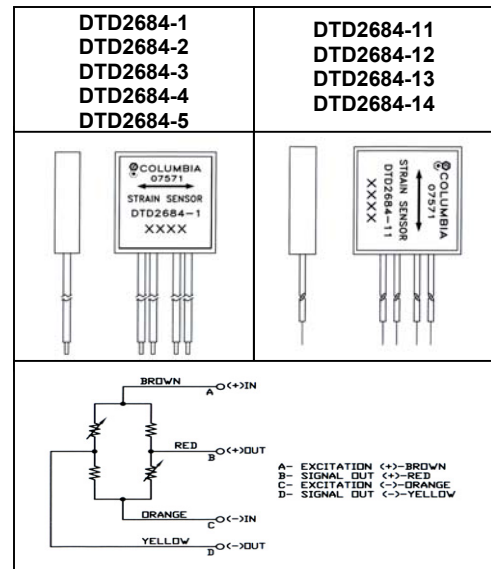 DTD2684-1
DTD2684-2
DTD2684-3
DTD2684-4
DTD2684-5
DTD2684-11
DTD2684-12
DTD2684-13
DTD2684-14
COLUMBIA
07571
STRAIN SENSOR
DTD2684-1
XXXX
COLUMBIA
07571
STRAIN SENSOR
DTD2684-11
XXXX
BROWN
A (+)IN
RED
B (+)OUT
ORANGE
C (-)IN
YELLOW
D (-)OUT
A- EXCITATION (+)-BROWN
B- SIGNAL OUT (+)-RED
C- EXCITATION (-)-ORANGE
D- SIGNAL OUT (-)-YELLOW